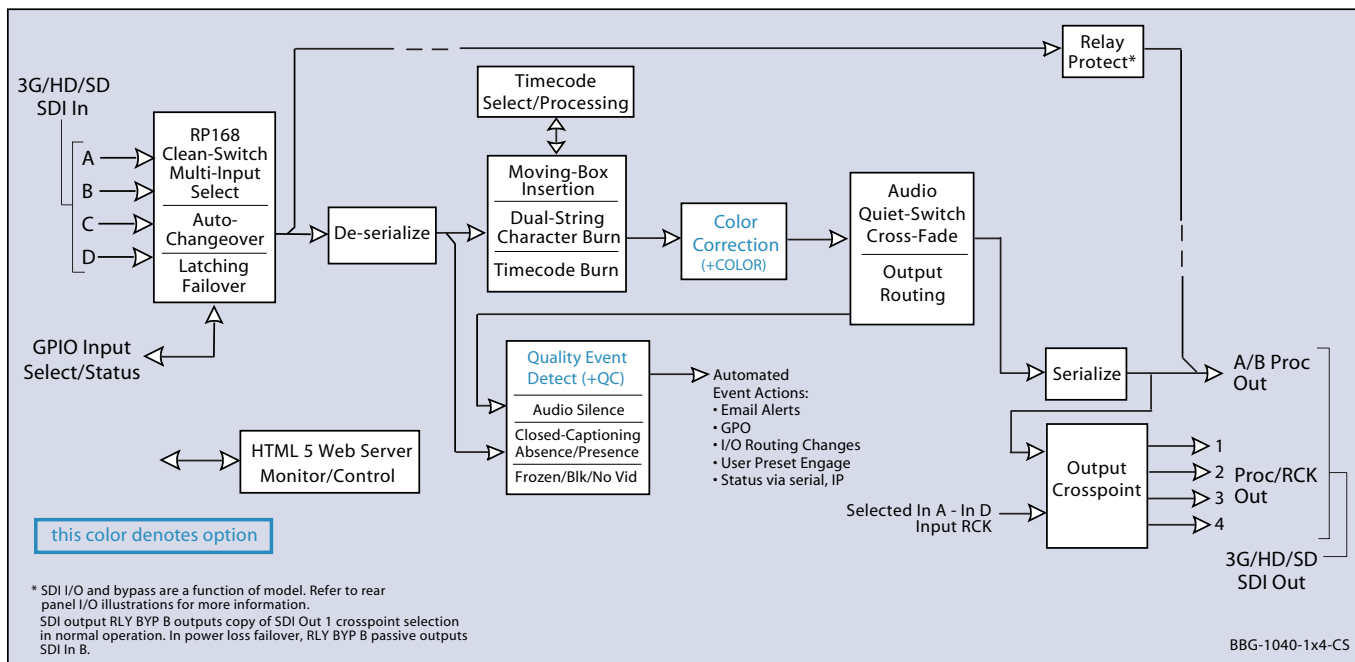 Relay
Protect*
3G/HD/SD
SDI In
Timecode
Select/Processing
RP168
Clean-Switch
Multi-Input
Select
Auto-
Changeover
Latching
Failover
A
B
C
D
De-serialize
Moving-Box
Insertion
Dual-String
Character Burn
Timecode Burn
Color
Correction
(+COLOR)
Audio
Quiet-Switch
Cross-Fade
Output
Routing
GPIO Input
Select/Status
Quality Event
Detect (+QC)
Audio Silence
Closed-Captioning
Absence/Presence
Frozen/Blk/No Vid
Automated
Event Actions:
• Email Alerts
• GPO
• I/O Routing Changes
• User Preset Engage
• Status via serial, IP
Serialize
A/B Proc
Out
HTML 5 Web Server
Monitor/Control
Output
Crosspoint
1
2
3
4
Proc/RCK
Out
Selected In A - In D
Input RCK
3G/HD/SD
SDI Out
this color denotes option
* SDI I/O and bypass are a function of model. Refer to rear
panel I/O illustrations for more information.
SDI output RLY BYP B outputs copy of SDI Out 1 crosspoint selection
in normal operation. In power loss failover, RLY BYP B passive outputs
SDI In B.
BBG-1040-1x4-CS